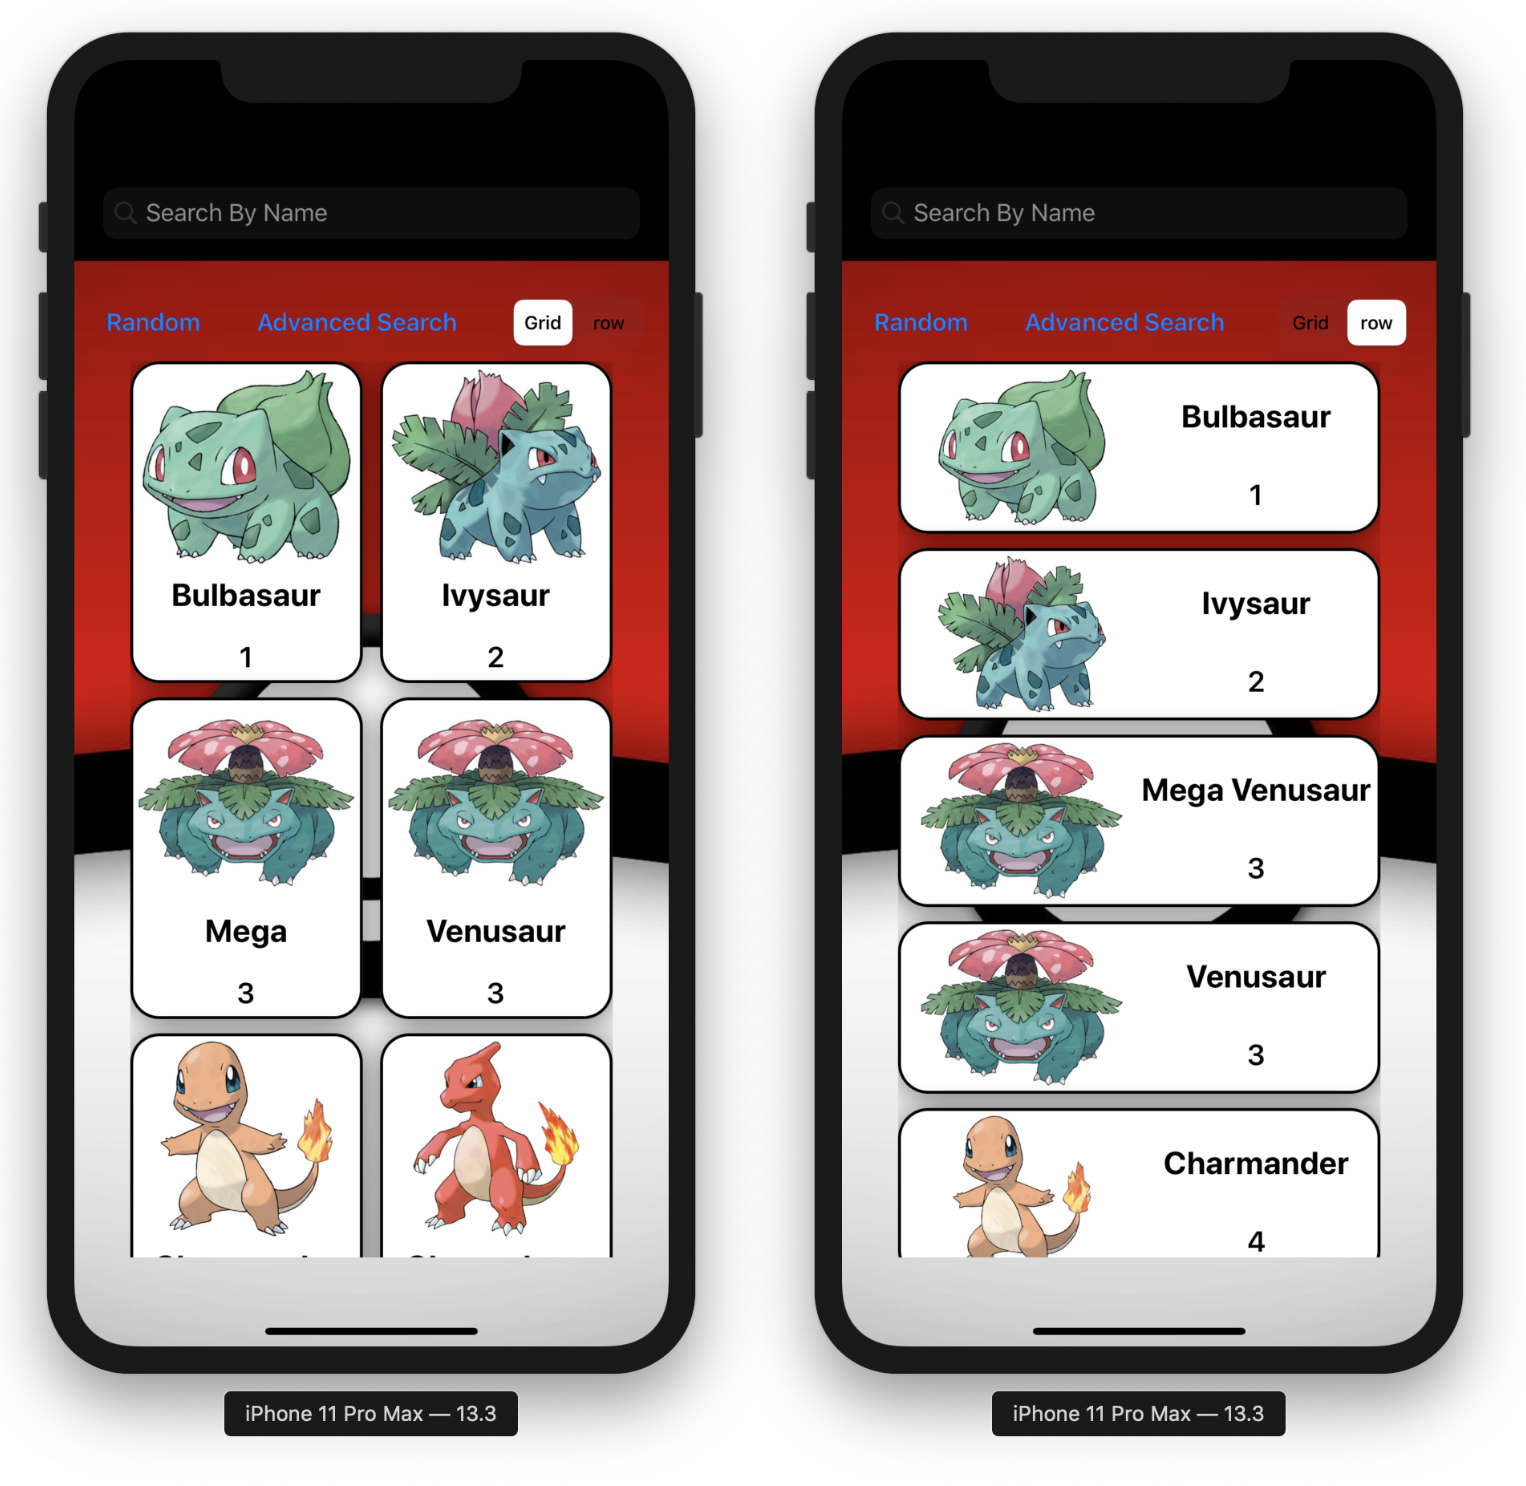 Search By Name
Random Advanced Search Grid row
Bulbasaur Ivysaur
1 2
Mega Venusaur
3 3
iPhone 11 Pro Max — 13.3
Search By Name
Random Advanced Search Grid row
Bulbasaur
1
Ivysaur
2
Mega Venusaur
3
Venusaur
3
Charmander
4
iPhone 11 Pro Max — 13.3